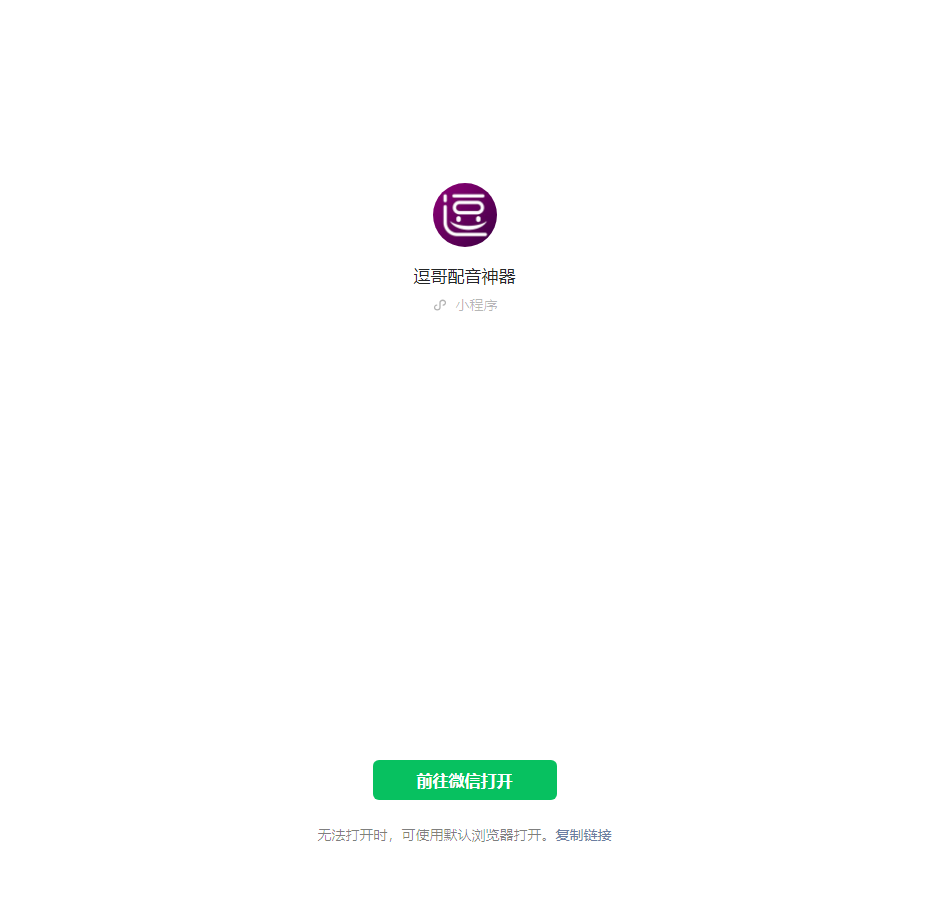 逗
逗哥配音神器
小程序
前往微信打开
无法打开时，可使用默认浏览器打开。复制链接